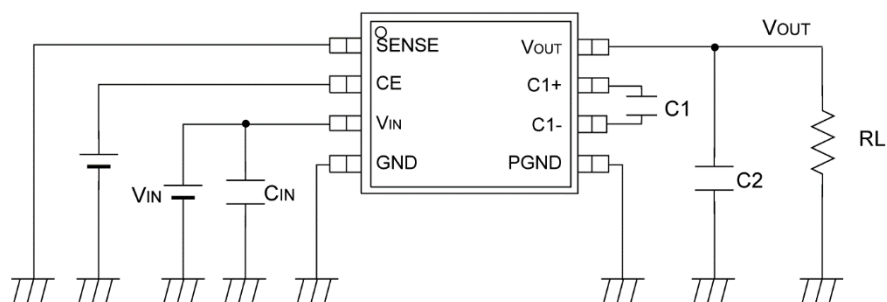 VOUT
SENSE
VOUT
CE
C1+
C1
VIN
C1-
GND
PGND
RL
C2
VIN
CIN